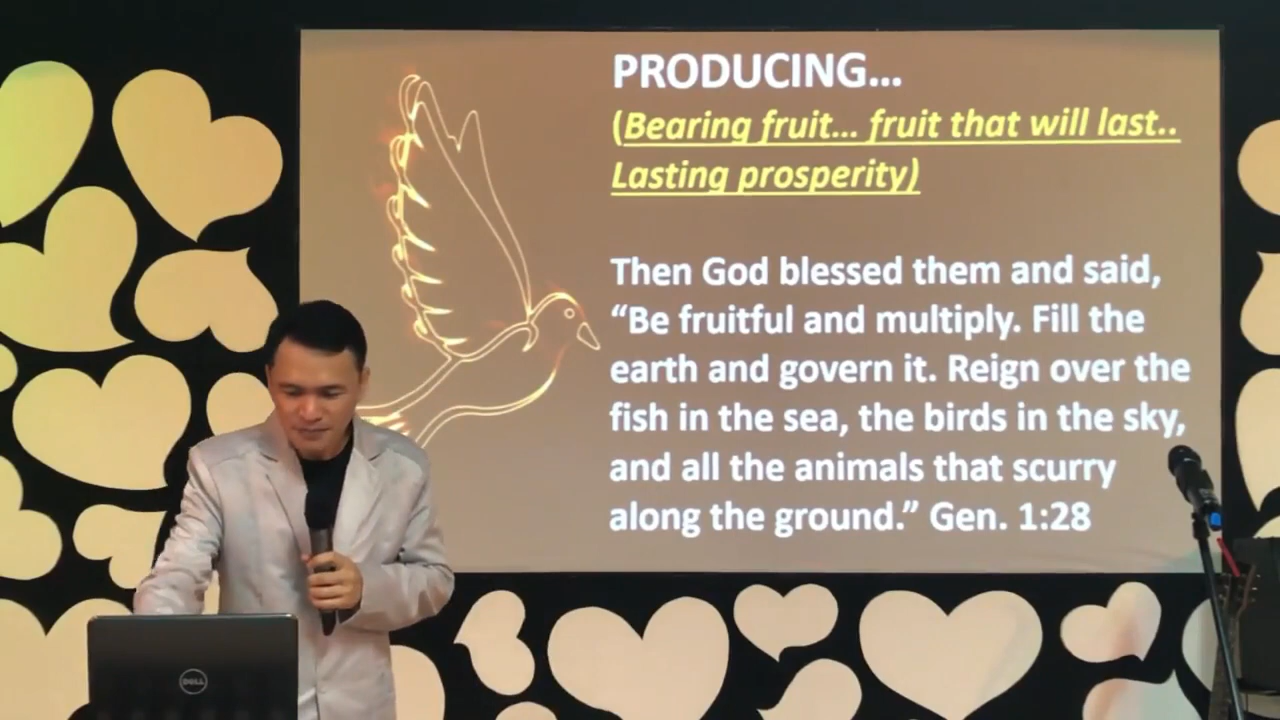 PRODUCING...
(Bearing fruit... fruit that will last..
Lasting prosperity)
Then God blessed them and said,
“Be fruitful and multiply. Fill the
earth and govern it. Reign over the
fish in the sea, the birds in the sky,
and all the animals that scurry
along the ground.” Gen. 1:28
DELL